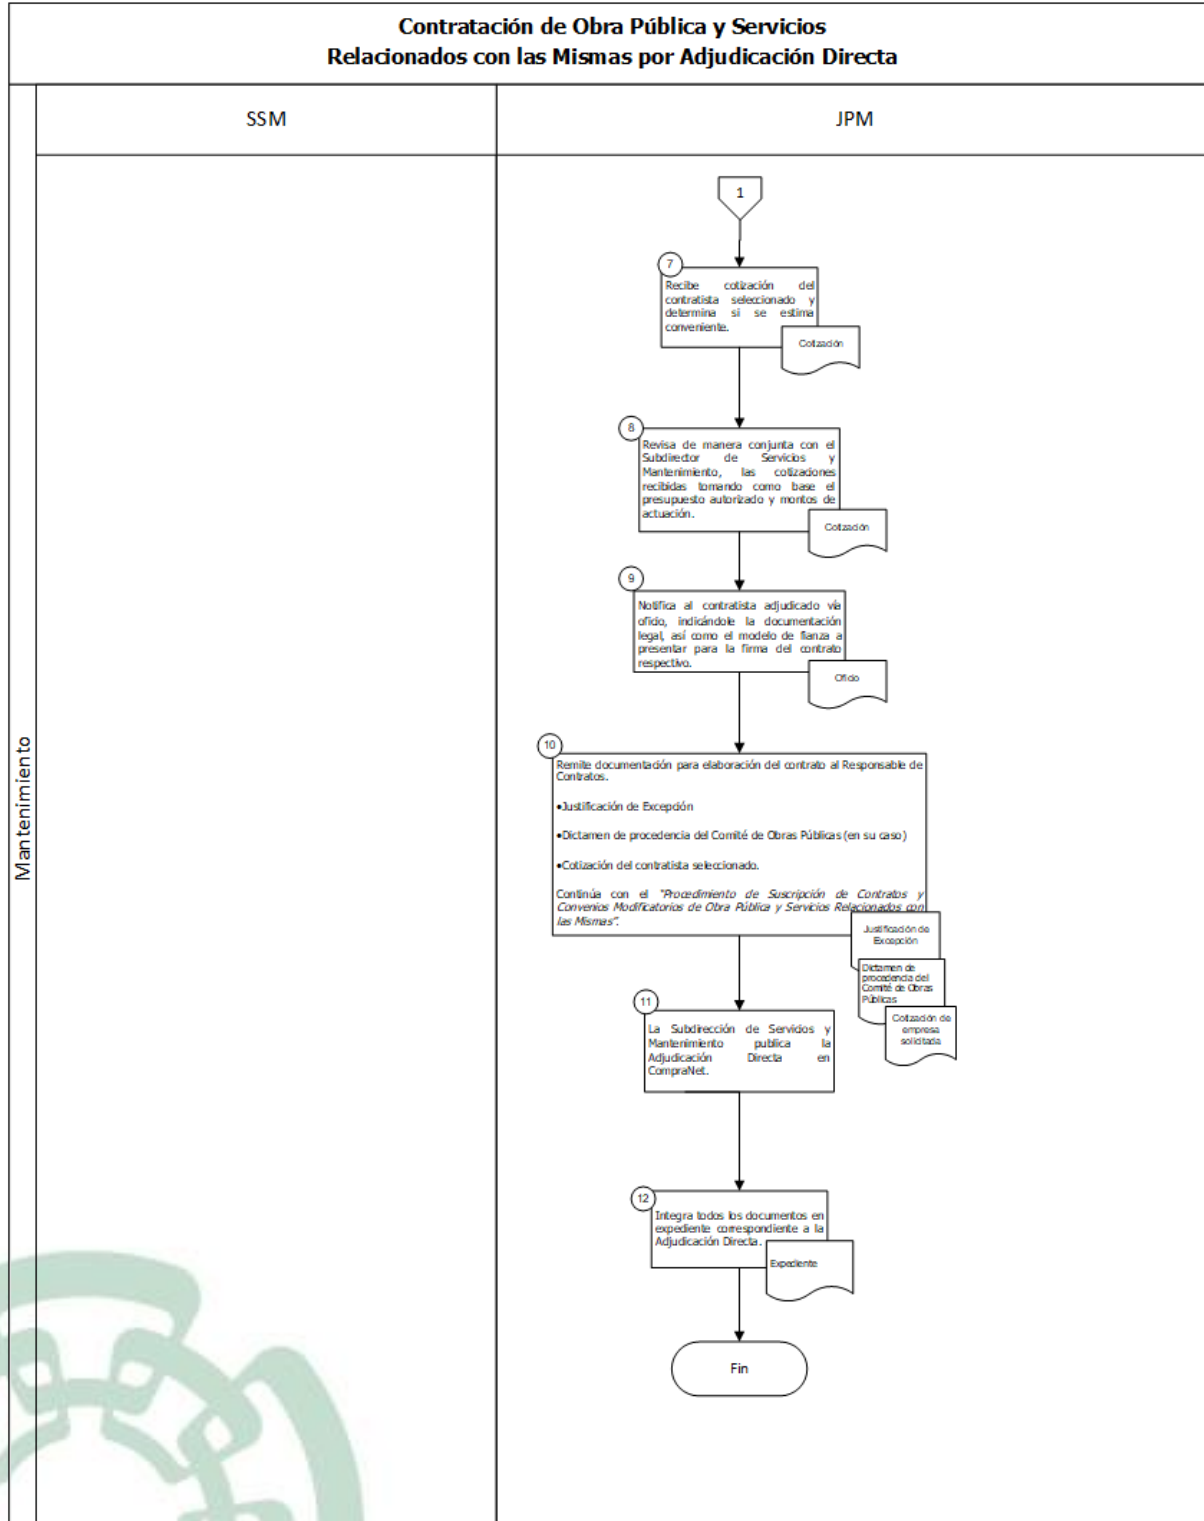 Contratación de Obra Pública y Servicios
Relacionados con las Mismas por Adjudicación Directa
SSM
JPM
Mantenimiento
1
7
Recibe cotización del
contratista seleccionado y
determina si se estima
conveniente.
Cotización
8
Revisa de manera conjunta con el
Subdirector de Servicios y
Mantenimiento, las cotizaciones
recibidas tomando como base el
presupuesto autorizado y montos de
actuación.
Cotización
9
Notifica al contratista adjudicado vía
oficio, indicándole la documentación
legal, así como el modelo de fianza a
presentar para la firma del contrato
respectivo.
Oficio
10
Remite documentación para elaboración del contrato al Responsable de
Contratos.
•Justificación de Excepción
•Dictamen de procedencia del Comité de Obras Públicas (en su caso)
•Cotización del contratista seleccionado.
Continúa con el "Procedimiento de Suscripción de Contratos y
Convenios Modificatorios de Obra Pública y Servicios Relacionados con
las Mismas".
Justificación de
Excepción
Dictamen de
procedencia del
Comité de Obras
Públicas
Cotización de
empresa
solicitada
11
La Subdirección de Servicios y
Mantenimiento publica la
Adjudicación Directa en
CompraNet.
12
Integra todos los documentos en
expediente correspondiente a la
Adjudicación Directa.
Expediente
Fin